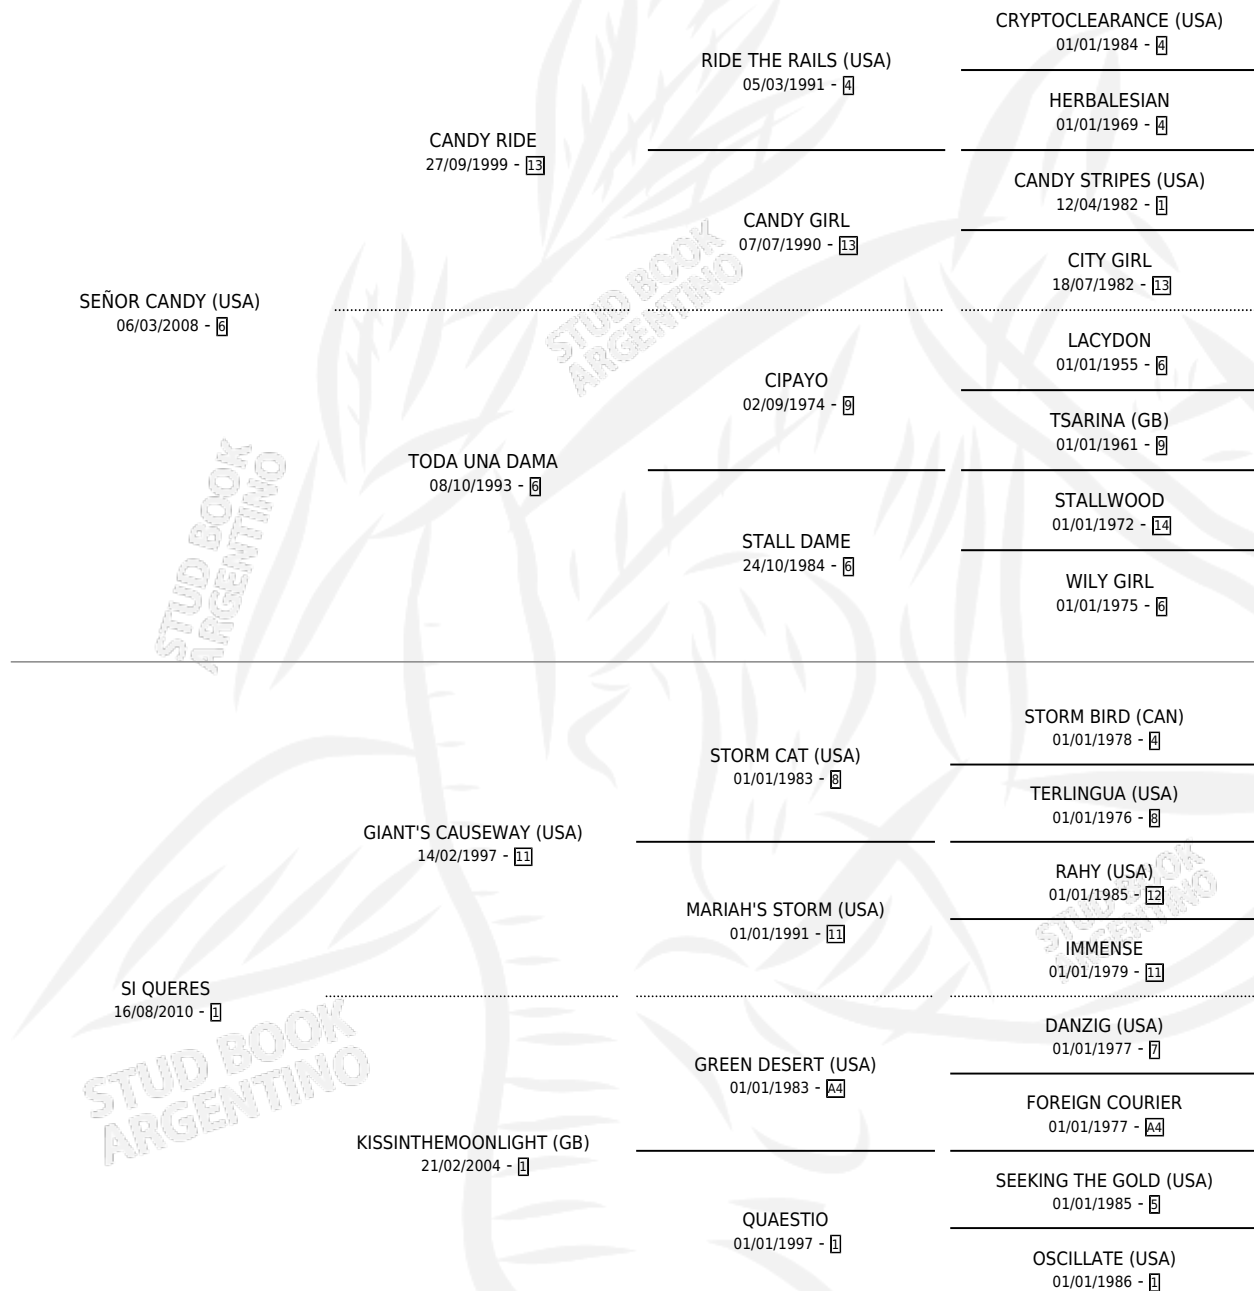 CRYPTOCLEARANCE (USA)
01/01/1984 - 4
RIDE THE RAILS (USA)
05/03/1991 - 4
HERBALESIAN
01/01/1969 - 4
CANDY RIDE
27/09/1999 - 13
CANDY STRIPES (USA)
12/04/1982 - 1
CANDY GIRL
07/07/1990 - 13
CITY GIRL
18/07/1982 - 13
SEÑOR CANDY (USA)
06/03/2008 - 6
LACYDON
01/01/1955 - 6
CIPAYO
02/09/1974 - 9
TSARINA (GB)
01/01/1961 - 9
TODA UNA DAMA
08/10/1993 - 6
STALLWOOD
01/01/1972 - 14
STALL DAME
24/10/1984 - 6
WILY GIRL
01/01/1975 - 6
STUD BOOK
ARGENTINO
STUD BOOK
ARGENTINO
STORM BIRD (CAN)
01/01/1978 - 4
STORM CAT (USA)
01/01/1983 - 8
TERLINGUA (USA)
01/01/1976 - 8
GIANT'S CAUSEWAY (USA)
14/02/1997 - 11
RAHY (USA)
01/01/1985 - 12
MARIAH'S STORM (USA)
01/01/1991 - 11
IMMENSE
01/01/1979 - 11
SI QUERES
16/08/2010 - 1
DANZIG (USA)
01/01/1977 - 7
GREEN DESERT (USA)
01/01/1983 - A4
FOREIGN COURIER
01/01/1977 - A4
KISSINTHEMOONLIGHT (GB)
21/02/2004 - 1
SEEKING THE GOLD (USA)
01/01/1985 - 5
QUAESTIO
01/01/1997 - 1
OSCILLATE (USA)
01/01/1986 - 1
STUD BOOK
ARGENTINO
STUD BOOK
ARGENTINO